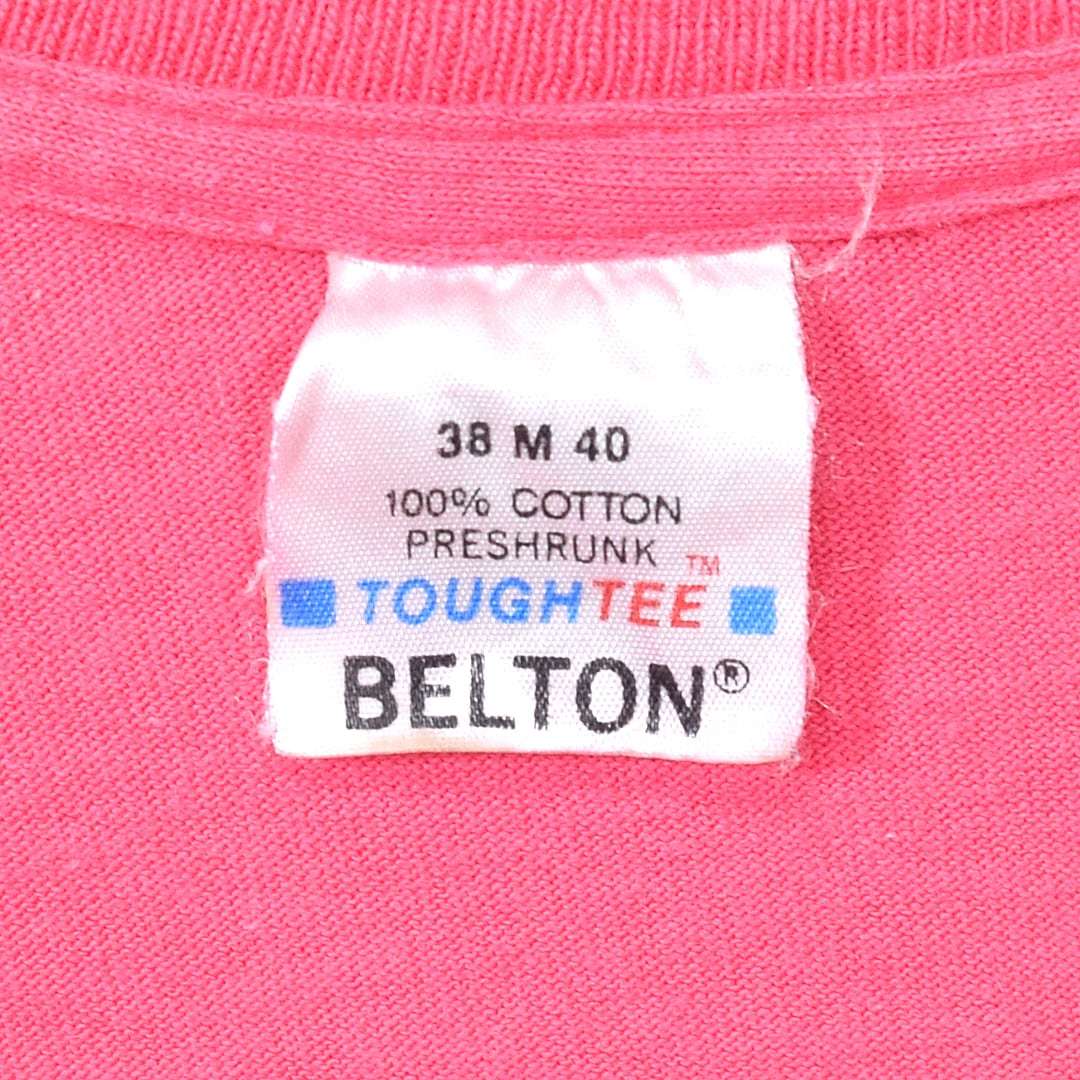 38 M 40
100% COTTON
PRESHRUNK
TOUGHTEE™
BELTON®